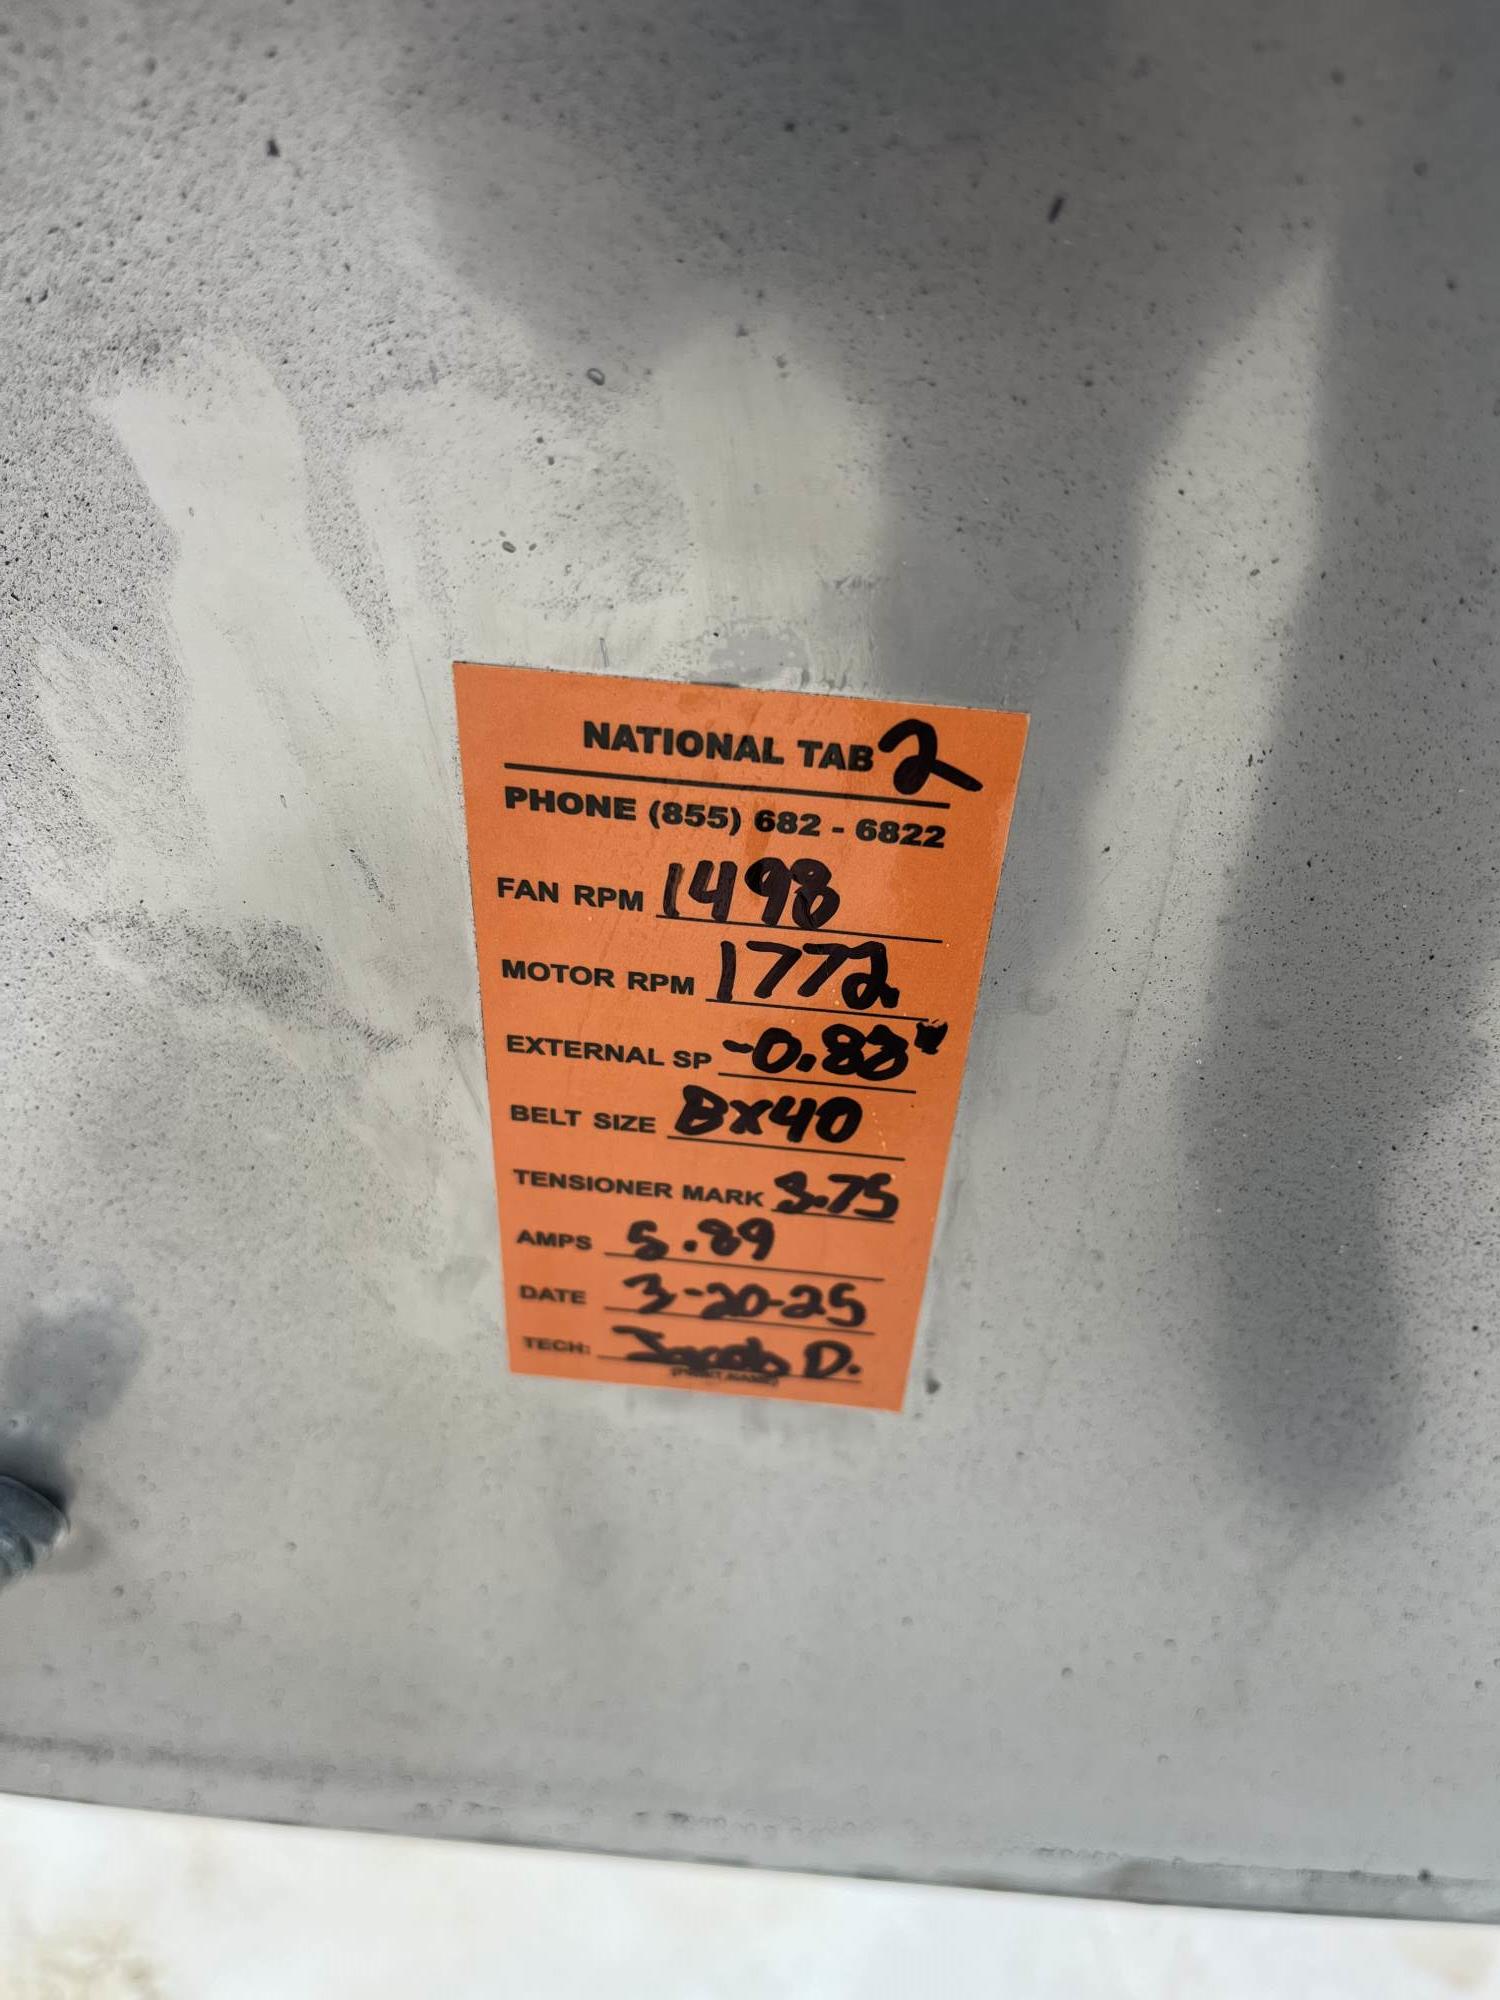 NATIONAL TAB 2
PHONE (855) 682 - 6822
FAN RPM 1498
MOTOR RPM 1772
EXTERNAL SP -0.83"
BELT SIZE BX40
TENSIONER MARK 3.75
AMPS 5.89
DATE 3-20-25
TECH: Jacob D.